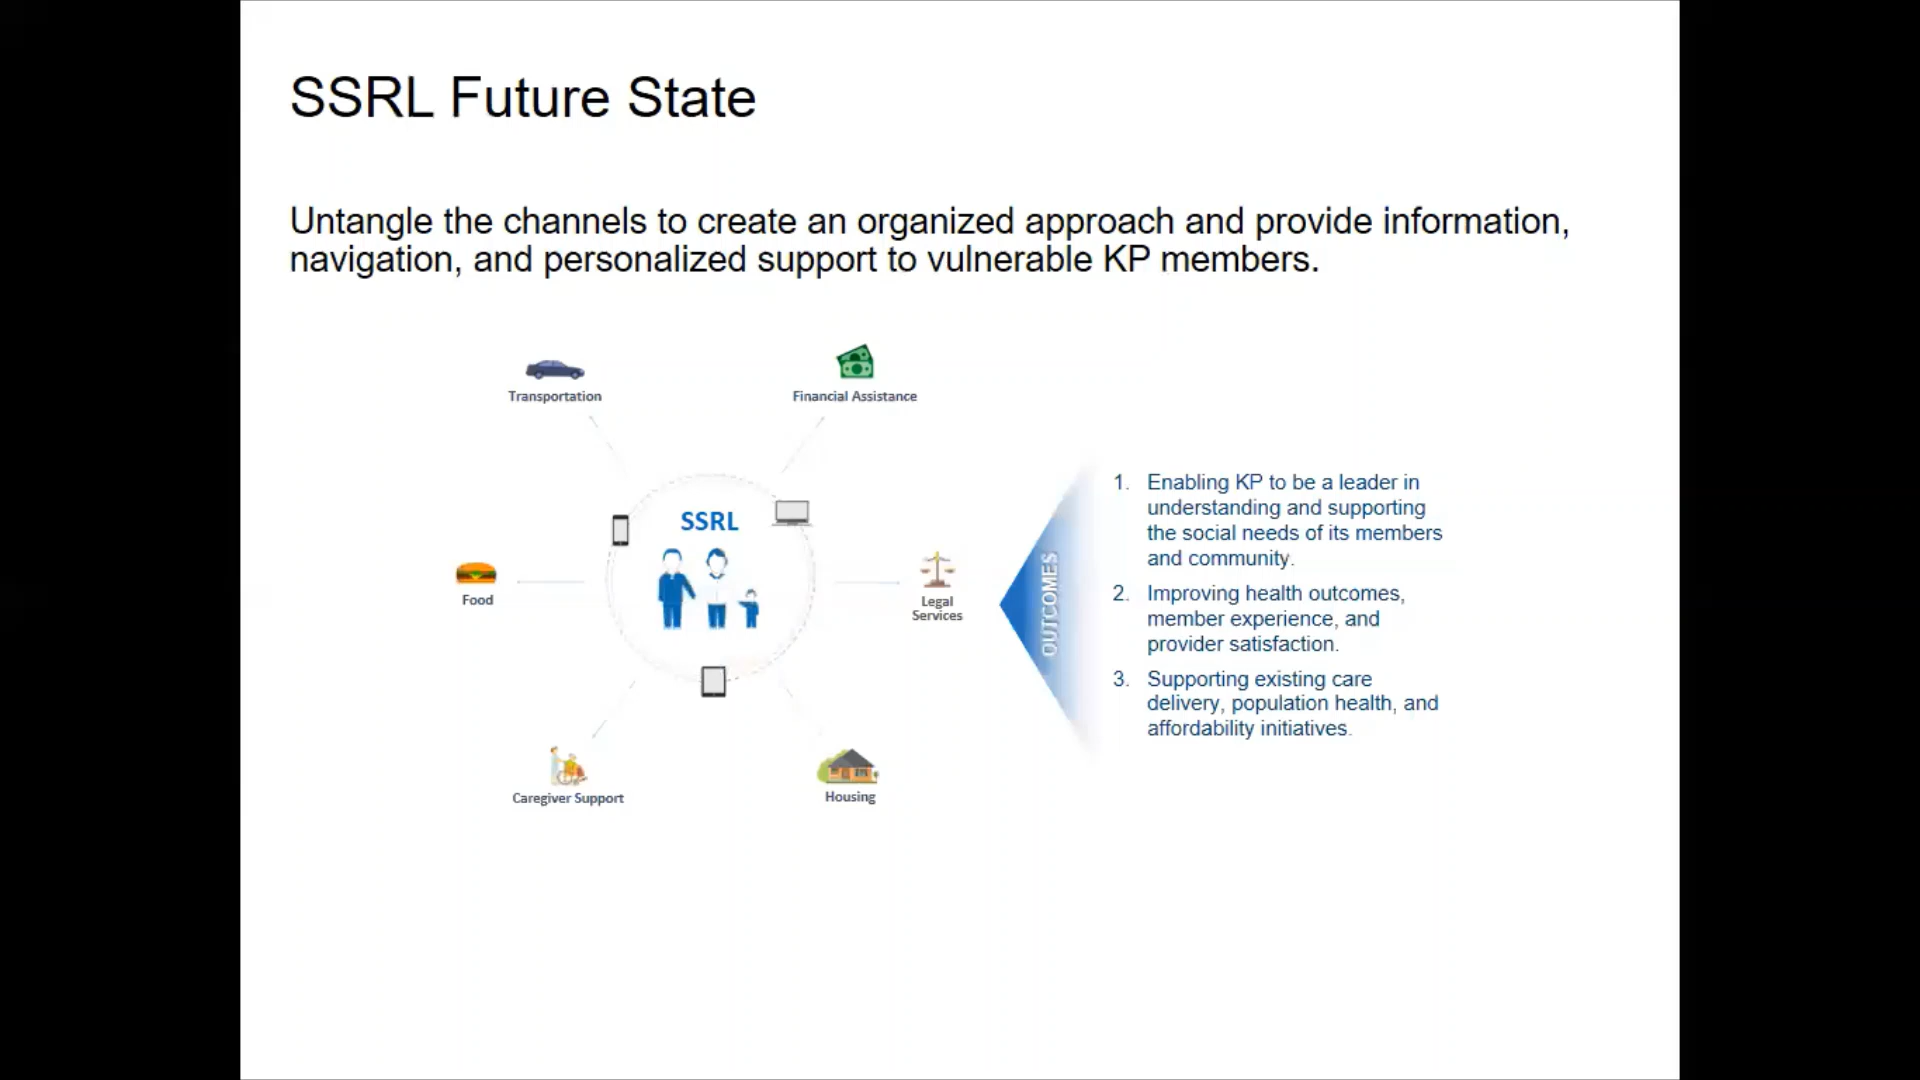 SSRL Future State
Untangle the channels to create an organized approach and provide information,
navigation, and personalized support to vulnerable KP members.
Transportation
Financial Assistance
SSRL
Food
Legal
Services
Caregiver Support
Housing
OUTCOMES
1. Enabling KP to be a leader in
understanding and supporting
the social needs of its members
and community.
2. Improving health outcomes,
member experience, and
provider satisfaction.
3. Supporting existing care
delivery, population health, and
affordability initiatives.